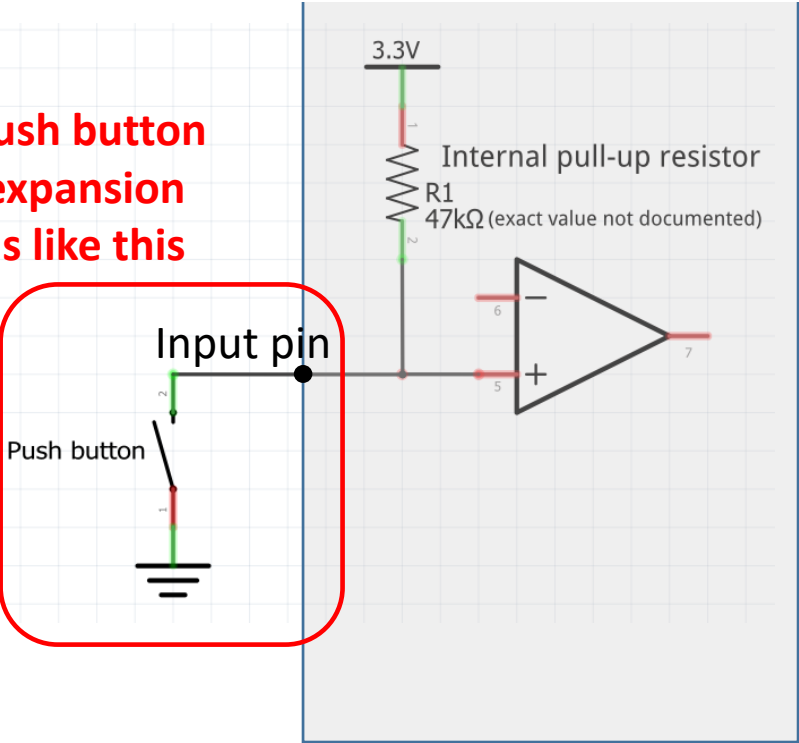 3.3V
ush button
expansion
s like this
1
Internal pull-up resistor
R1
47kΩ (exact value not documented)
2
6
−
Input pin
7
5
+
2
Push button
1